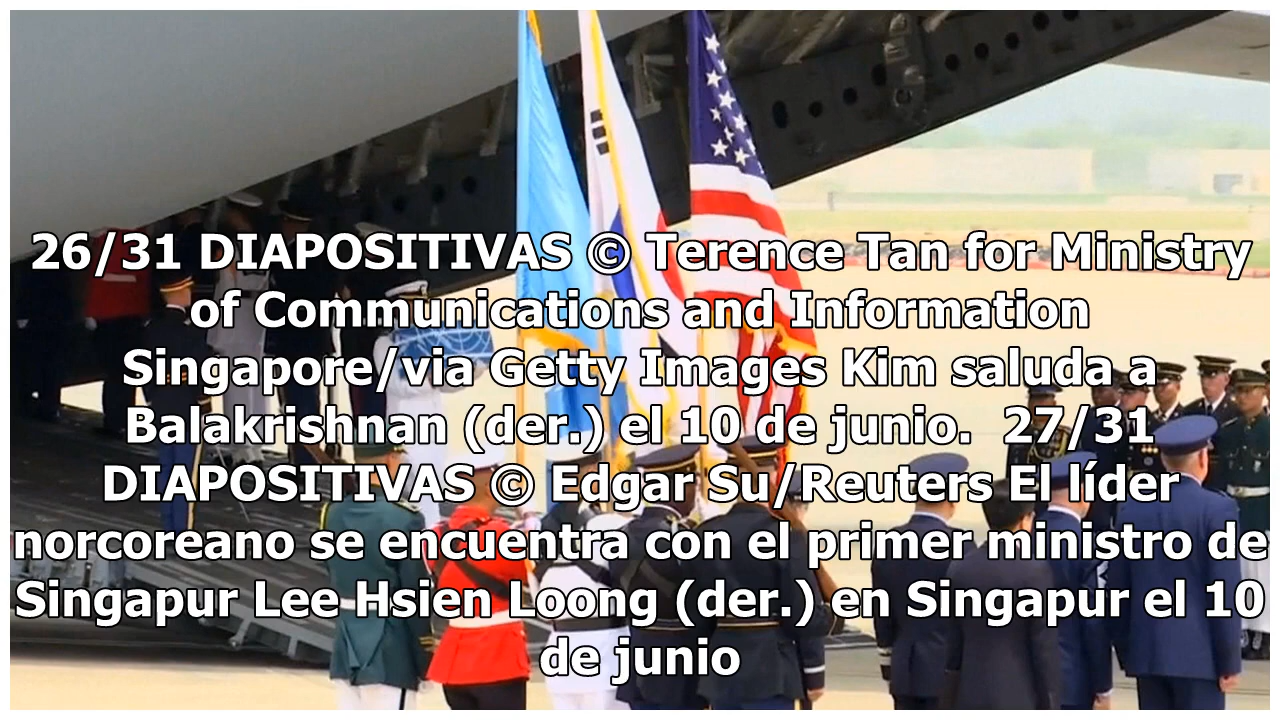 26/31 DIAPOSITIVAS © Terence Tan for Ministry
of Communications and Information
Singapore/via Getty Images Kim saluda a
Balakrishnan (der.) el 10 de junio.  27/31
DIAPOSITIVAS © Edgar Su/Reuters El líder
norcoreano se encuentra con el primer ministro de
Singapur Lee Hsien Loong (der.) en Singapur el 10
de junio